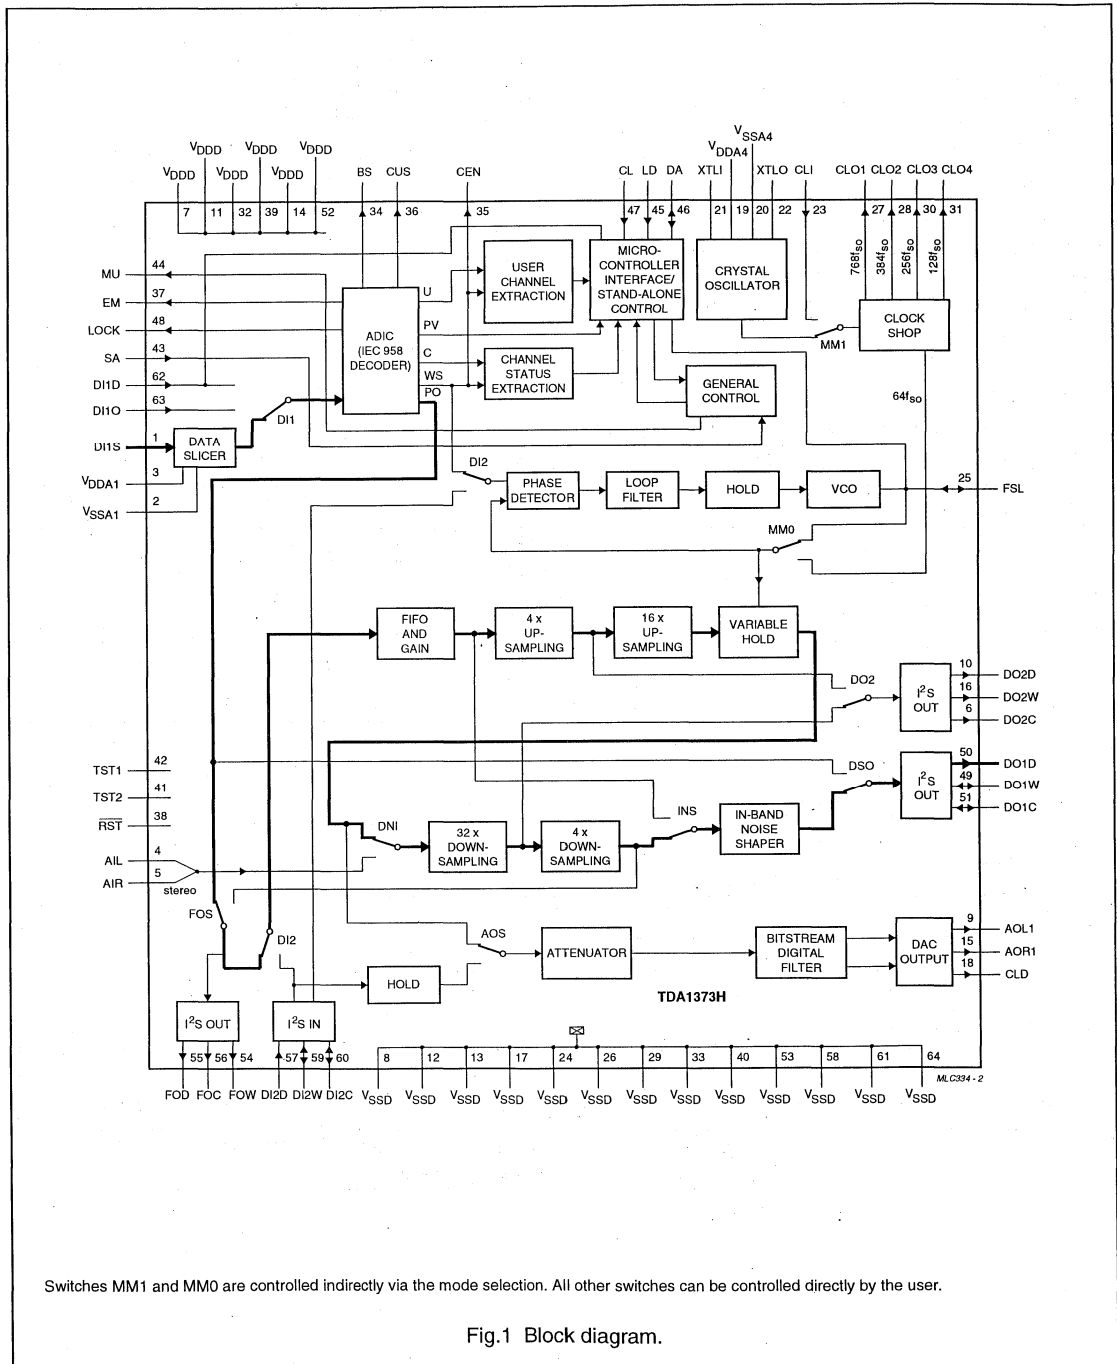 VSSA4
VDDD VDDD VDDD VDDA4
VDDD VDDD VDDD BS CUS CEN CL LD DA XTLI XTLO CLI CLO1 CLO2 CLO3 CLO4
7 11 32 39 14 52 34 36 35 47 45 46 21 19 20 22 23 27 28 30 31
768fso 384fso 256fso 128fso
MU 44
EM 37
LOCK 48
SA 43
DI1D 62
DI1O 63
DI1S 1
VDDA1 3
VSSA1 2
DATA
SLICER
DI1
ADIC
(IEC 958
DECODER)
U
PV
C
WS
PO
USER
CHANNEL
EXTRACTION
CHANNEL
STATUS
EXTRACTION
MICRO-
CONTROLLER
INTERFACE/
STAND-ALONE
CONTROL
CRYSTAL
OSCILLATOR
MM1
CLOCK
SHOP
GENERAL
CONTROL
64fso
DI2
PHASE
DETECTOR
LOOP
FILTER
HOLD
VCO
25 FSL
MM0
FIFO
AND
GAIN
4 x
UP-
SAMPLING
16 x
UP-
SAMPLING
VARIABLE
HOLD
DO2
I2S
OUT
10 DO2D
16 DO2W
6 DO2C
DSO
I2S
OUT
50 DO1D
49 DO1W
51 DO1C
TST1 42
TST2 41
RST 38
AIL 4
AIR 5
stereo
DNI
32 x
DOWN-
SAMPLING
4 x
DOWN-
SAMPLING
INS
IN-BAND
NOISE
SHAPER
FOS
DI2
AOS
HOLD
ATTENUATOR
BITSTREAM
DIGITAL
FILTER
DAC
OUTPUT
9 AOL1
15 AOR1
18 CLD
TDA1373H
I2S OUT
I2S IN
55 56 54 57 59 60 8 12 13 17 24 26 29 33 40 53 58 61 64
MLC334 - 2
FOD FOC FOW DI2D DI2W DI2C VSSD VSSD VSSD VSSD VSSD VSSD VSSD VSSD VSSD VSSD VSSD VSSD VSSD
Switches MM1 and MM0 are controlled indirectly via the mode selection. All other switches can be controlled directly by the user.
Fig.1 Block diagram.